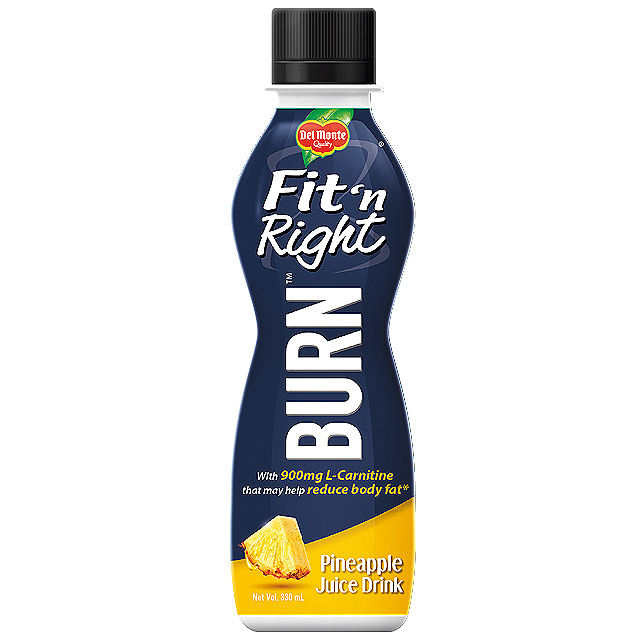 Del Monte
Quality
®
Fit 'n
Right
BURN™
With 900mg L-Carnitine
that may help reduce body fat*
Pineapple
Juice Drink
Net Vol. 330 mL